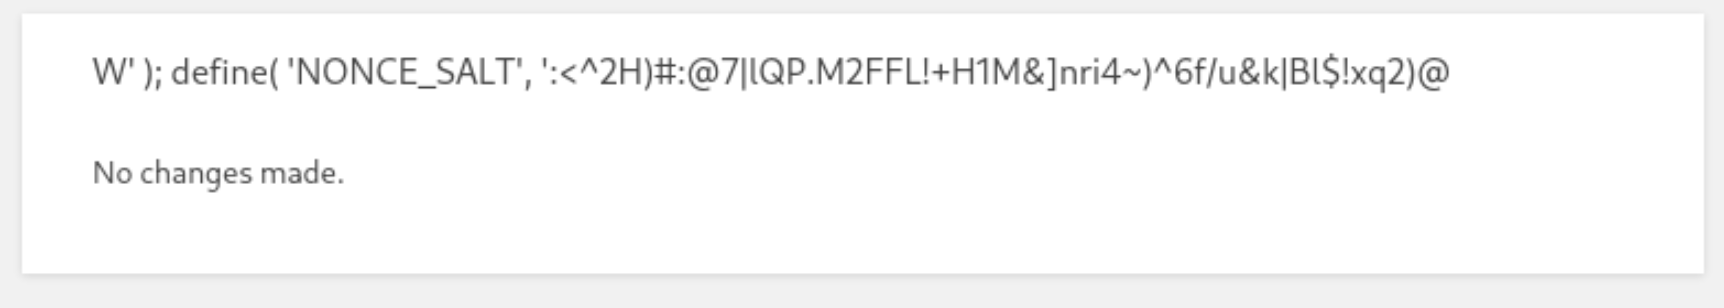 W' ); define( 'NONCE_SALT', ':<^2H)#:@7|lQP.M2FFL!+H1M&]nri4~)^6f/u&k|Bl$!xq2)@
No changes made.